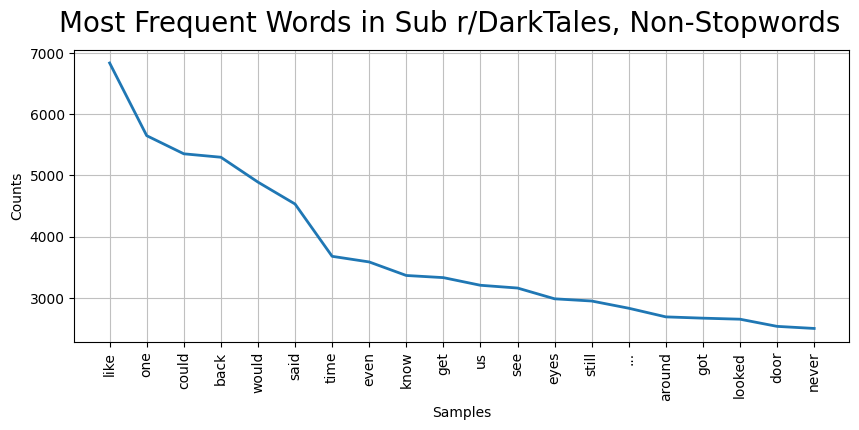 Most Frequent Words in Sub r/DarkTales, Non-Stopwords
7000
6000
5000
4000
3000
Counts
like
one
could
back
would
said
time
even
know
get
us
see
eyes
still
...
around
got
looked
door
never
Samples